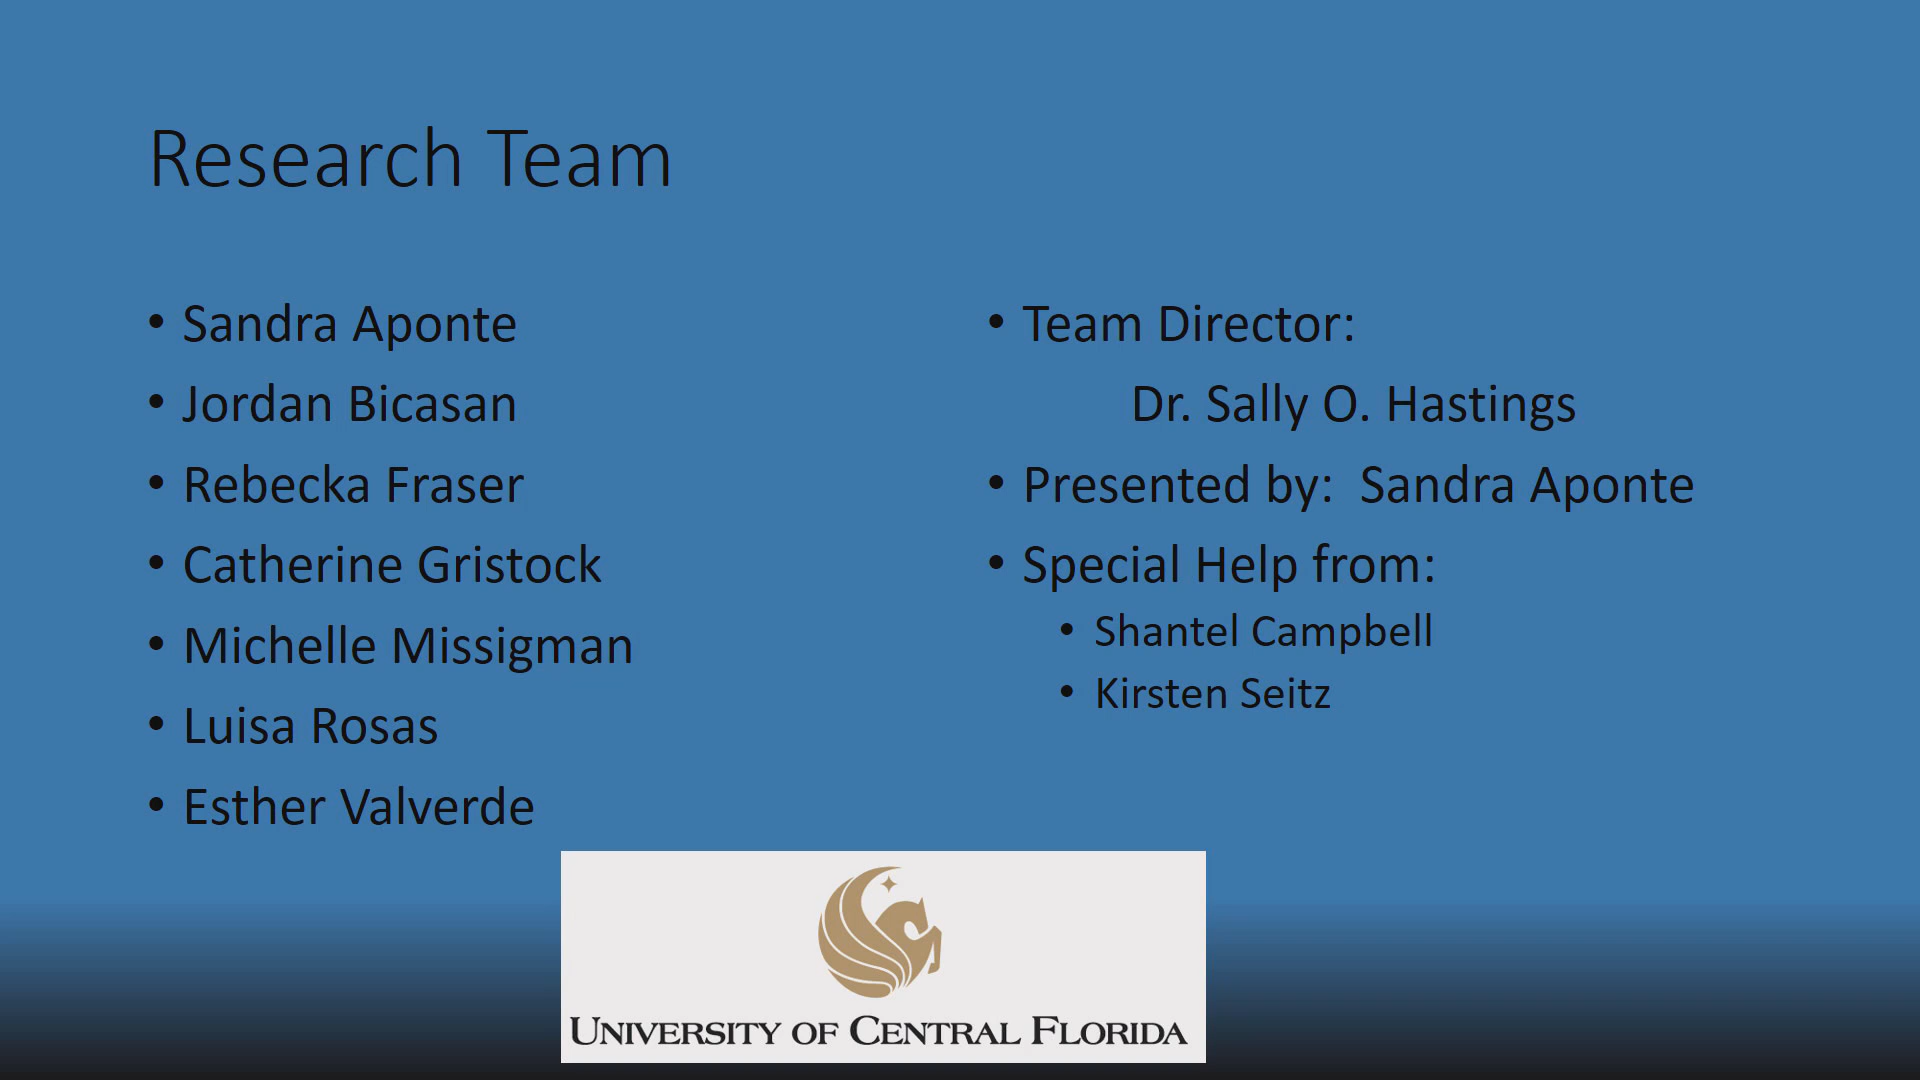 Research Team
• Sandra Aponte
• Jordan Bicasan
• Rebecka Fraser
• Catherine Gristock
• Michelle Missigman
• Luisa Rosas
• Esther Valverde
• Team Director:
Dr. Sally O. Hastings
• Presented by:  Sandra Aponte
• Special Help from:
• Shantel Campbell
• Kirsten Seitz
UNIVERSITY OF CENTRAL FLORIDA